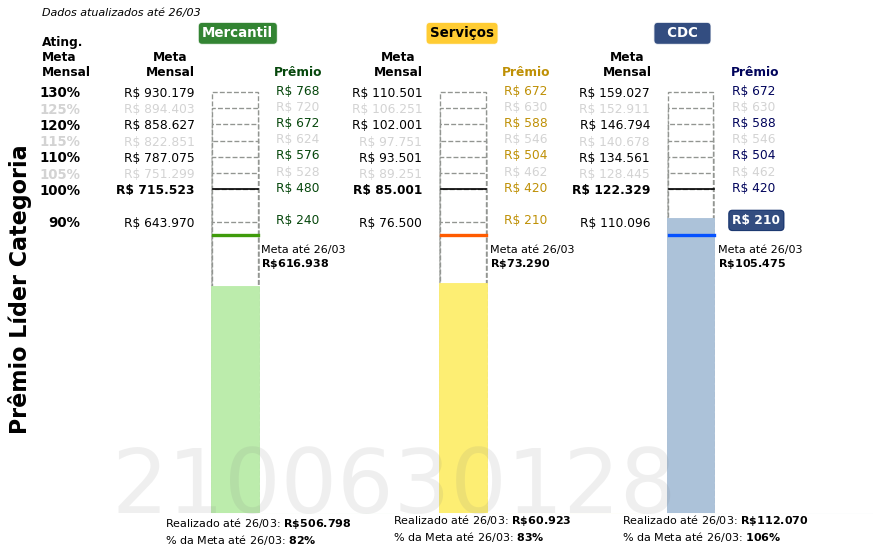 Dados atualizados até 26/03
Mercantil Serviços CDC
Ating. Meta Mensal
Meta Mensal Prêmio Meta Mensal Prêmio Meta Mensal Prêmio
130% R$ 930.179 R$ 768 R$ 110.501 R$ 672 R$ 159.027 R$ 672
125% R$ 894.403 R$ 720 R$ 106.251 R$ 630 R$ 152.911 R$ 630
120% R$ 858.627 R$ 672 R$ 102.001 R$ 588 R$ 146.794 R$ 588
115% R$ 822.851 R$ 624 R$ 97.751 R$ 546 R$ 140.678 R$ 546
110% R$ 787.075 R$ 576 R$ 93.501 R$ 504 R$ 134.561 R$ 504
105% R$ 751.299 R$ 528 R$ 89.251 R$ 462 R$ 128.445 R$ 462
100% R$ 715.523 R$ 480 R$ 85.001 R$ 420 R$ 122.329 R$ 420
90% R$ 643.970 R$ 240 R$ 76.500 R$ 210 R$ 110.096 R$ 210
Meta até 26/03 Meta até 26/03 Meta até 26/03
R$616.938 R$73.290 R$105.475
Prêmio Líder Categoria
2100630128
Realizado até 26/03: R$506.798 Realizado até 26/03: R$60.923 Realizado até 26/03: R$112.070
% da Meta até 26/03: 82% % da Meta até 26/03: 83% % da Meta até 26/03: 106%